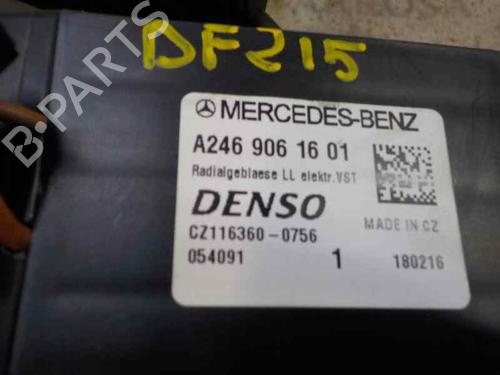 DF215
MERCEDES-BENZ
A246 906 16 01
Radialgeblaese LL elektr.VST
DENSO
MADE IN CZ
CZ116360-0756
054091 1 180216
B-PARTS